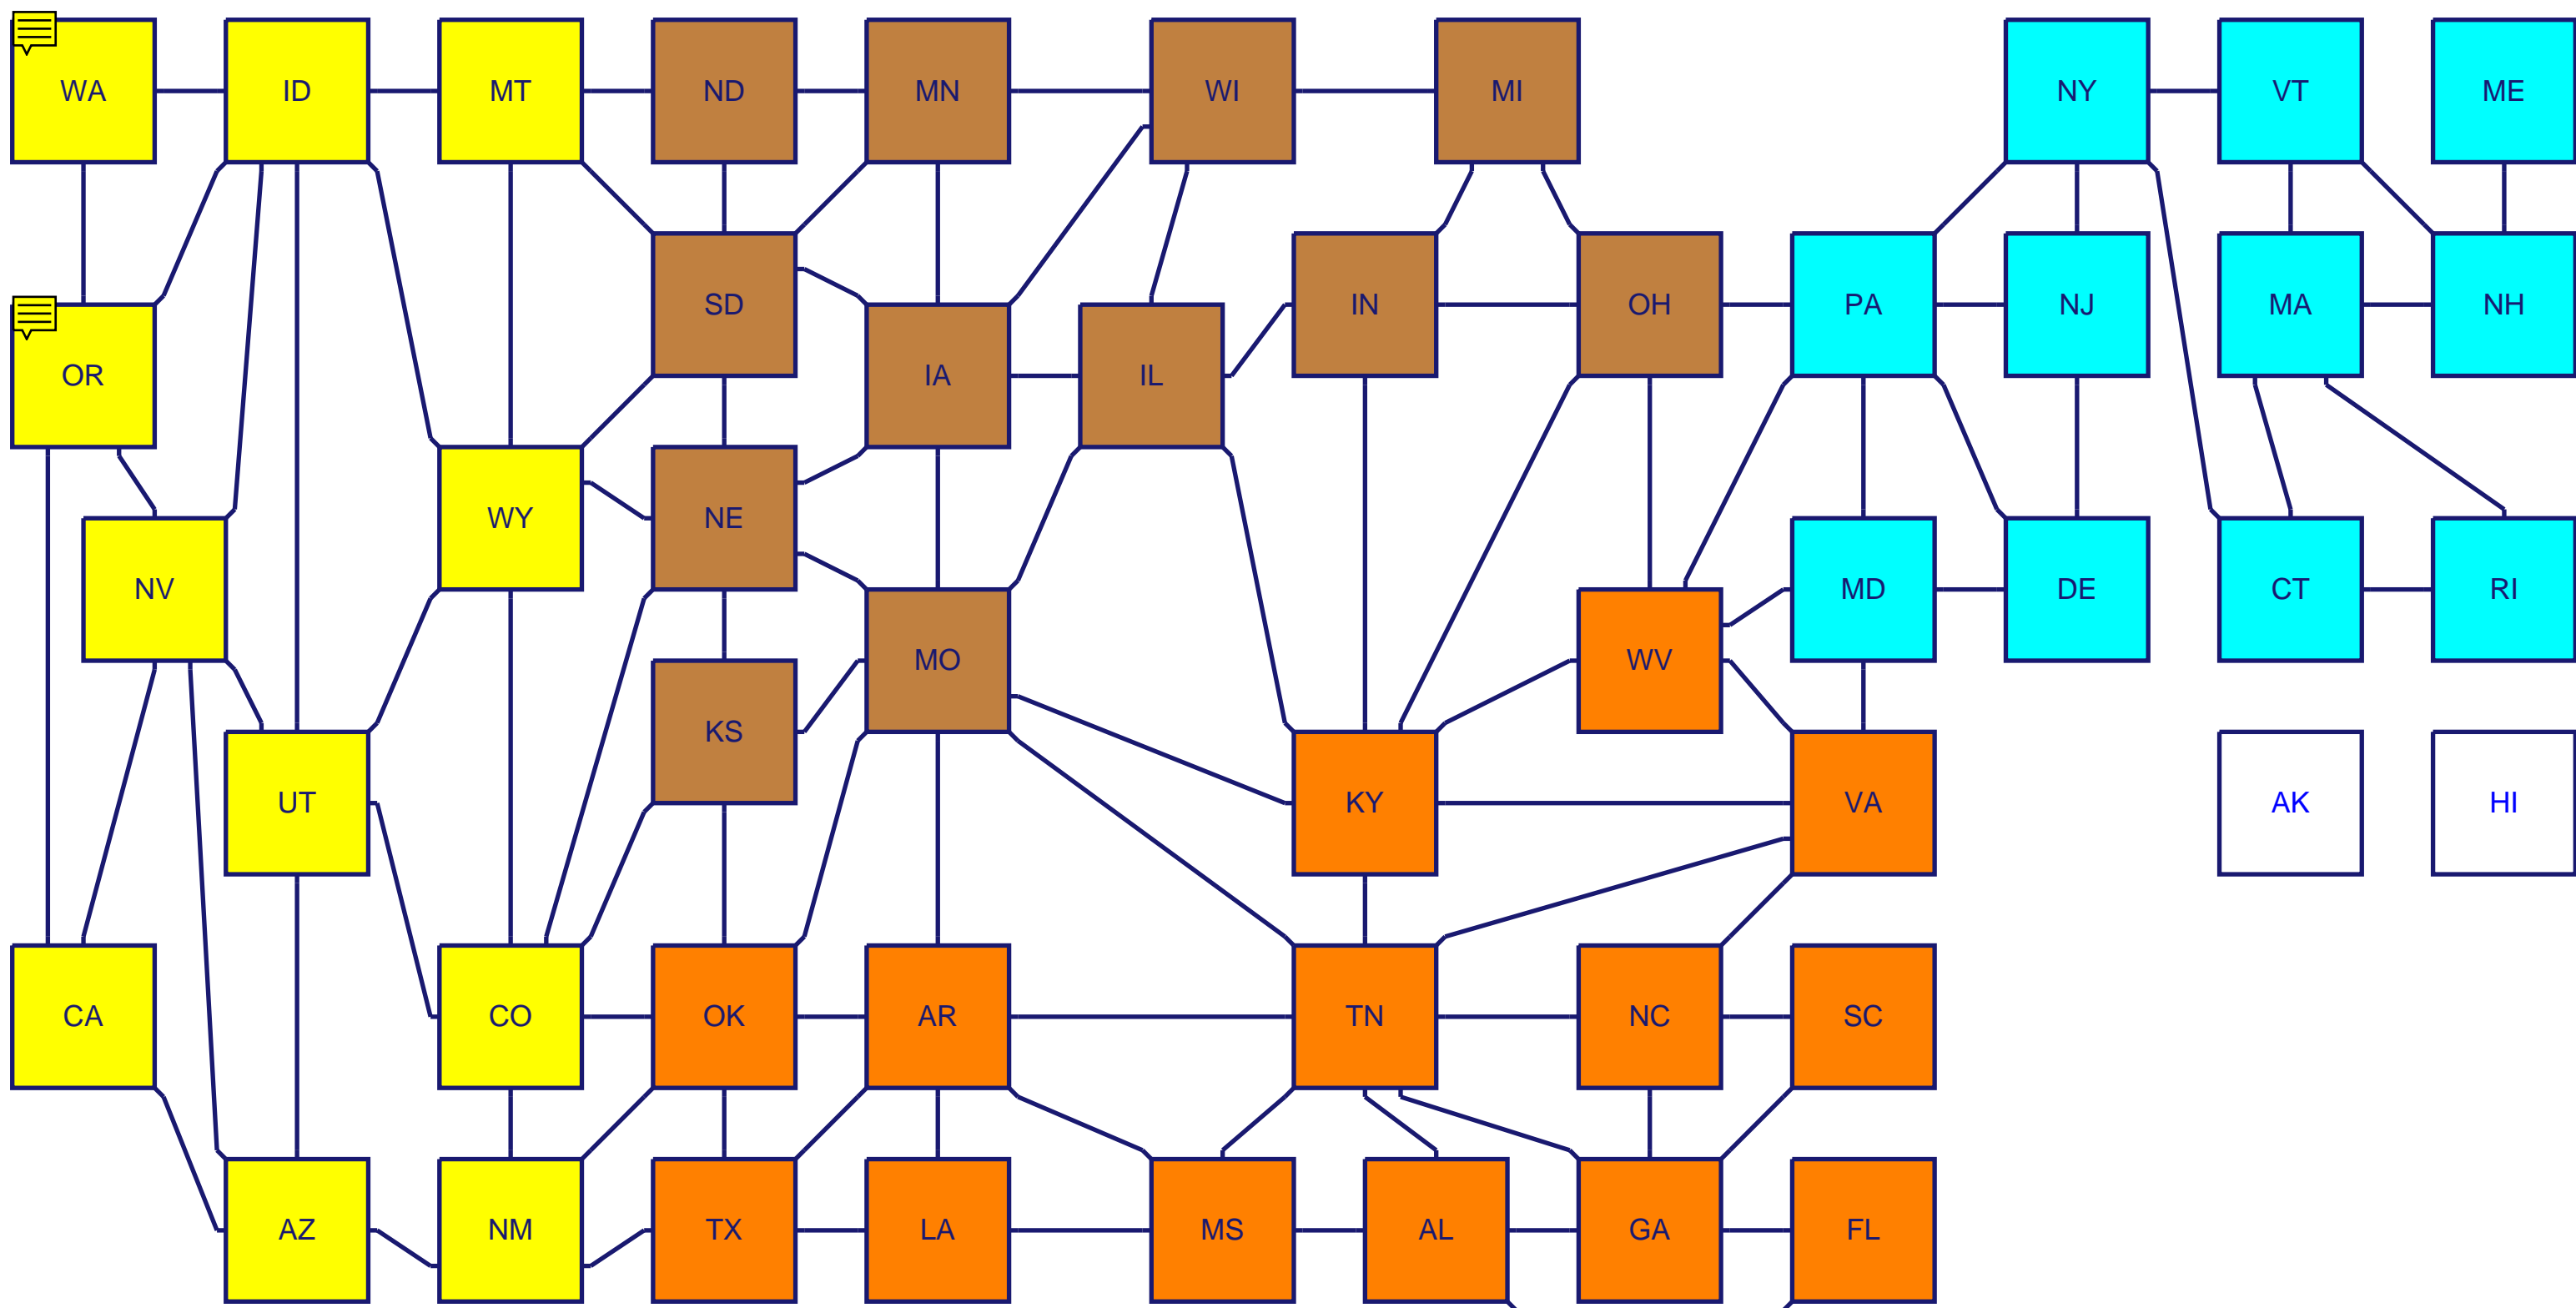 WA ID MT ND MN WI MI NY VT ME
SD IN OH PA NJ MA NH
OR IA IL
WY NE
NV MD DE CT RI
MO WV
KS
UT KY VA AK HI
CA CO OK AR TN NC SC
AZ NM TX LA MS AL GA FL